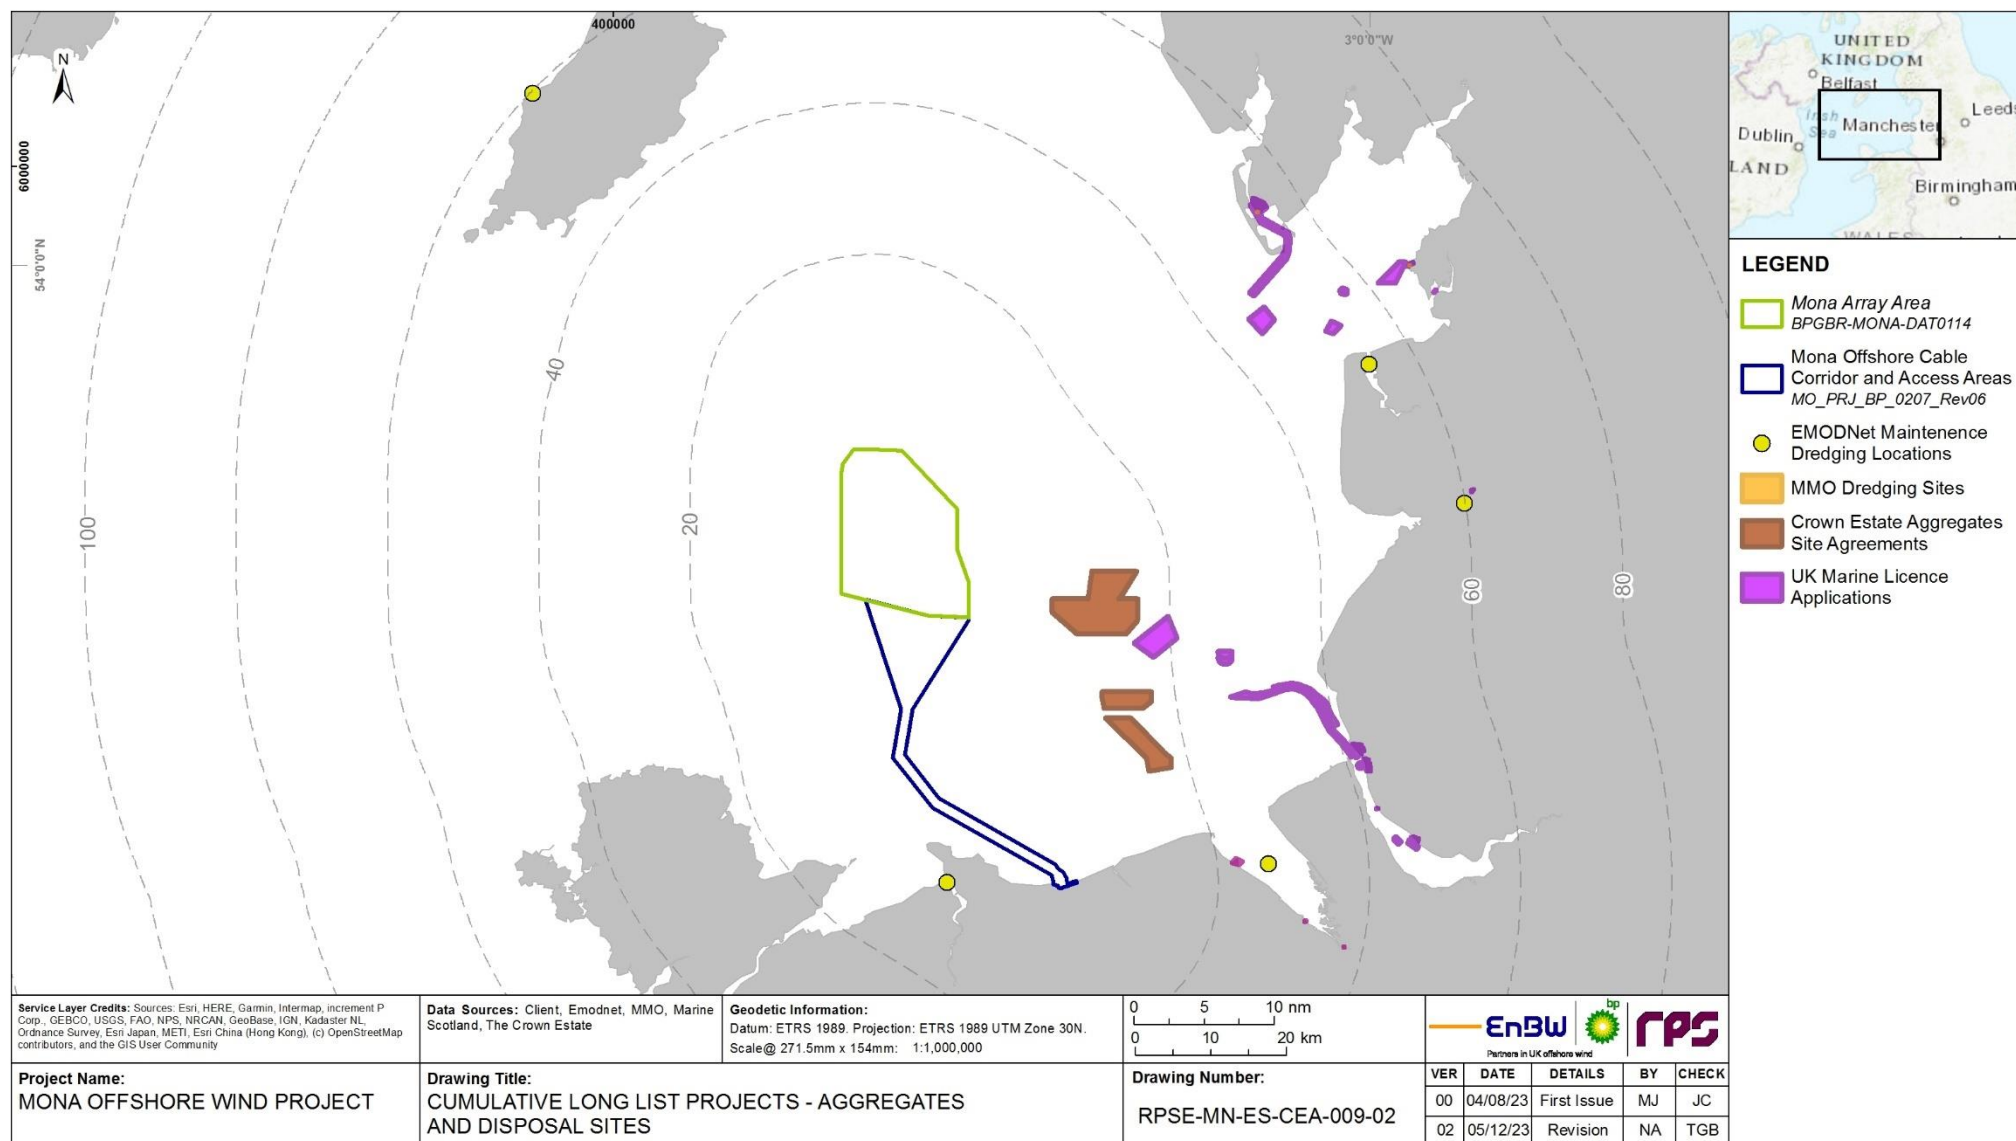 400000
3°0'0"W
N
6000000
54°0'0"N
40
100
20
60
80
UNITED
KINGDOM
Belfast
Irish
Sea
Manchester
Leeds
Dublin
LAND
Birmingham
WALES
LEGEND
Mona Array Area
BPGBR-MONA-DAT0114
Mona Offshore Cable
Corridor and Access Areas
MO_PRJ_BP_0207_Rev06
EMODNet Maintenence
Dredging Locations
MMO Dredging Sites
Crown Estate Aggregates
Site Agreements
UK Marine Licence
Applications
Service Layer Credits: Sources: Esri, HERE, Garmin, Intermap, increment P
Corp., GEBCO, USGS, FAO, NPS, NRCAN, GeoBase, IGN, Kadaster NL,
Ordnance Survey, Esri Japan, METI, Esri China (Hong Kong), (c) OpenStreetMap
contributors, and the GIS User Community
Data Sources: Client, Emodnet, MMO, Marine
Scotland, The Crown Estate
Geodetic Information:
Datum: ETRS 1989. Projection: ETRS 1989 UTM Zone 30N.
Scale@ 271.5mm x 154mm: 1:1,000,000
0 5 10 nm
0 10 20 km
EnBW
bp
rps
Partners in UK offshore wind
Project Name:
MONA OFFSHORE WIND PROJECT
Drawing Title:
CUMULATIVE LONG LIST PROJECTS - AGGREGATES
AND DISPOSAL SITES
Drawing Number:
RPSE-MN-ES-CEA-009-02
VER DATE DETAILS BY CHECK
00 04/08/23 First Issue MJ JC
02 05/12/23 Revision NA TGB